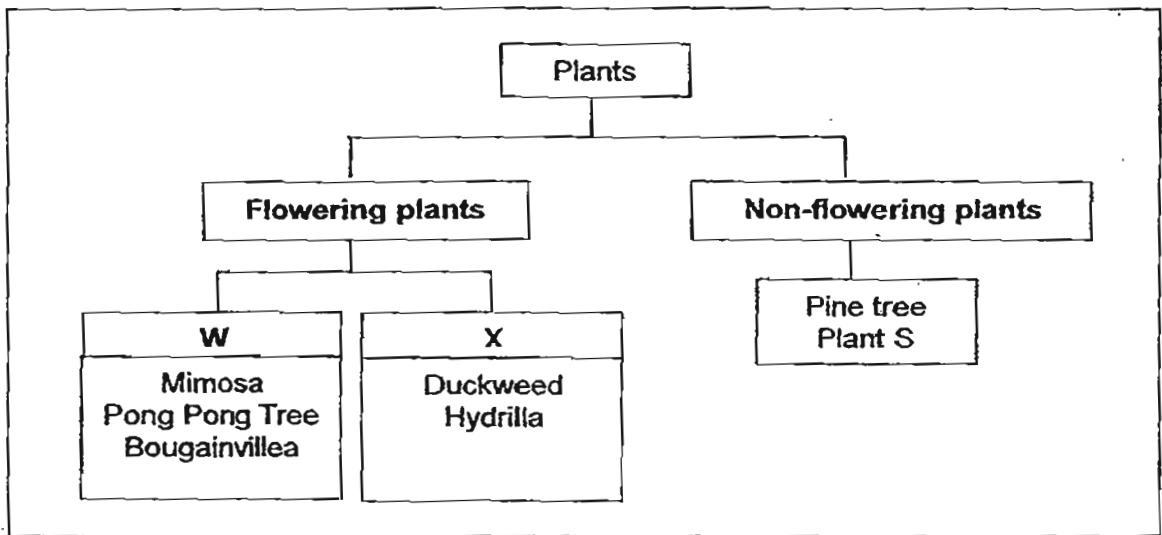 Plants
Flowering plants
Non-flowering plants
W
Mimosa
Pong Pong Tree
Bougainvillea
X
Duckweed
Hydrilla
Pine tree
Plant S